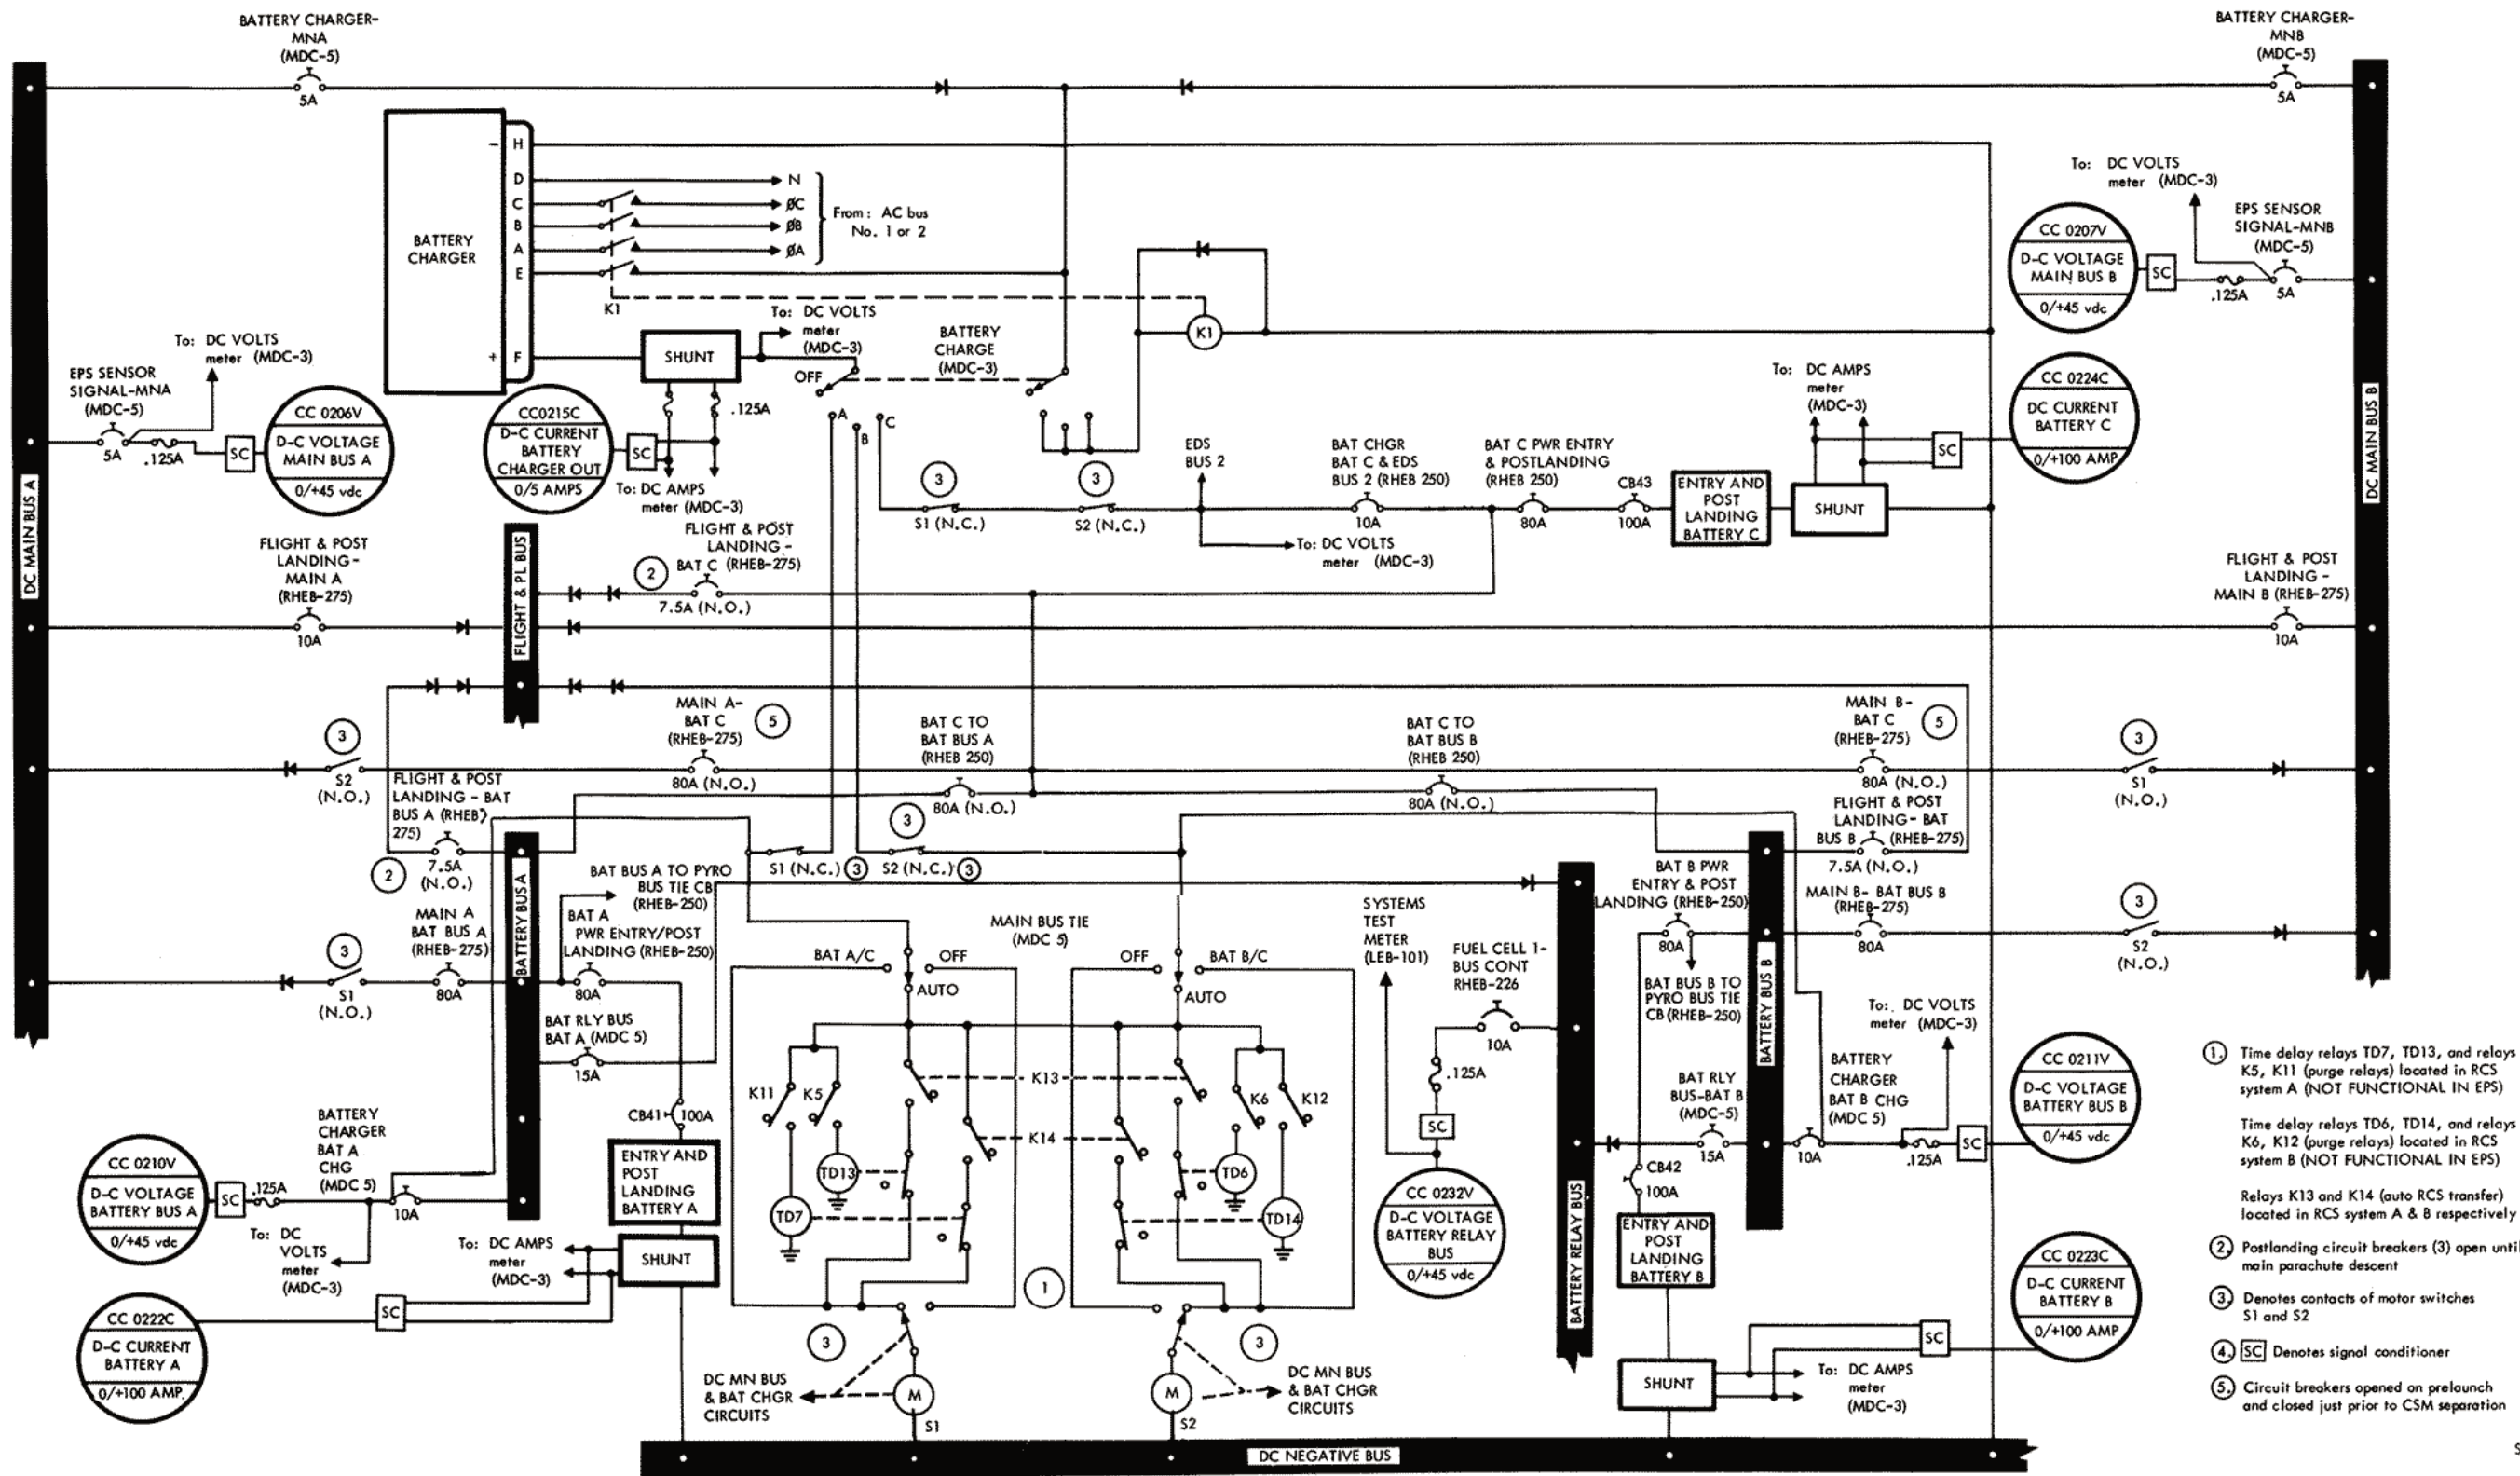 BATTERY CHARGER-
MNA
(MDC-5)
5A
BATTERY CHARGER-
MNB
(MDC-5)
5A
BATTERY
CHARGER
-
H
D
C
B
A
E
+
F
N
ØC
ØB
ØA
From: AC bus
No. 1 or 2
K1
K1
To: DC VOLTS
meter (MDC-3)
EPS SENSOR
SIGNAL-MNB
(MDC-5)
CC 0207V
D-C VOLTAGE
MAIN BUS B
0/+45 vdc
SC
.125A
5A
To: DC VOLTS
meter (MDC-3)
EPS SENSOR
SIGNAL-MNA
(MDC-5)
5A
.125A
SC
CC 0206V
D-C VOLTAGE
MAIN BUS A
0/+45 vdc
SHUNT
To: DC VOLTS
meter
(MDC-3)
OFF
BATTERY
CHARGE
(MDC-3)
A
B
C
.125A
CC0215C
D-C CURRENT
BATTERY
CHARGER OUT
0/5 AMPS
SC
To: DC AMPS
meter (MDC-3)
To: DC AMPS
meter
(MDC-3)
CC 0224C
DC CURRENT
BATTERY C
0/+100 AMP
SC
DC MAIN BUS A
DC MAIN BUS B
3
S1 (N.C.)
3
S2 (N.C.)
EDS
BUS 2
BAT CHGR
BAT C & EDS
BUS 2 (RHEB 250)
10A
BAT C PWR ENTRY
& POSTLANDING
(RHEB 250)
80A
CB43
100A
ENTRY AND
POST
LANDING
BATTERY C
SHUNT
To: DC VOLTS
meter (MDC-3)
FLIGHT & POST
LANDING-
MAIN A
(RHEB-275)
10A
FLIGHT & PL BUS
FLIGHT & POST
LANDING -
BAT C (RHEB-275)
2
7.5A (N.O.)
FLIGHT & POST
LANDING -
MAIN B (RHEB-275)
10A
3
S2
(N.O.)
MAIN A-
BAT C
(RHEB-275)
5
80A (N.O.)
BAT C TO
BAT BUS A
(RHEB 250)
80A (N.O.)
BAT C TO
BAT BUS B
(RHEB 250)
80A (N.O.)
MAIN B-
BAT C
(RHEB-275)
5
80A (N.O.)
3
S1
(N.O.)
FLIGHT & POST
LANDING - BAT
BUS A (RHEB)
275)
2
7.5A
(N.O.)
BATTERY BUS A
S1 (N.C.) 3
3
S2 (N.C.) 3
FLIGHT & POST
LANDING- BAT
BUS B (RHEB-275)
7.5A (N.O.)
BAT BUS A TO PYRO
BUS TIE CB
(RHEB-250)
MAIN A
BAT BUS A
(RHEB-275)
3
S1
(N.O.)
80A
BAT A
PWR ENTRY/POST
LANDING (RHEB-250)
80A
BAT RLY BUS
BAT A (MDC 5)
15A
MAIN BUS TIE
(MDC 5)
BAT A/C
OFF
AUTO
OFF
BAT B/C
AUTO
SYSTEMS
TEST
METER
(LEB-101)
FUEL CELL 1-
BUS CONT
RHEB-226
10A
.125A
SC
CC 0232V
D-C VOLTAGE
BATTERY RELAY
BUS
0/+45 vdc
BATTERY RELAY BUS
BAT B PWR
ENTRY & POST
LANDING (RHEB-250)
80A
MAIN B- BAT BUS B
(RHEB-275)
80A
3
S2
(N.O.)
BAT BUS B TO
PYRO BUS TIE
CB (RHEB-250)
BATTERY BUS B
BAT RLY
BUS-BAT B
(MDC-5)
15A
To: DC VOLTS
meter (MDC-3)
BATTERY
CHARGER
BAT B CHG
(MDC 5)
10A
.125A
SC
CC 0211V
D-C VOLTAGE
BATTERY BUS B
0/+45 vdc
K11
K5
K13
K14
K6
K12
TD13
TD7
TD6
TD14
CB41
100A
ENTRY AND
POST
LANDING
BATTERY A
SHUNT
BATTERY
CHARGER
BAT A
CHG
(MDC 5)
10A
CC 0210V
D-C VOLTAGE
BATTERY BUS A
0/+45 vdc
SC
.125A
To: DC
VOLTS
meter
(MDC-3)
To: DC AMPS
meter
(MDC-3)
CC 0222C
D-C CURRENT
BATTERY A
0/+100 AMP
SC
1
3
3
DC MN BUS
& BAT CHGR
CIRCUITS
M
S1
M
S2
DC MN BUS
& BAT CHGR
CIRCUITS
CB42
100A
ENTRY AND
POST
LANDING
BATTERY B
SHUNT
SC
To: DC AMPS
meter
(MDC-3)
CC 0223C
D-C CURRENT
BATTERY B
0/+100 AMP
DC NEGATIVE BUS
1. Time delay relays TD7, TD13, and relays
K5, K11 (purge relays) located in RCS
system A (NOT FUNCTIONAL IN EPS)
Time delay relays TD6, TD14, and relays
K6, K12 (purge relays) located in RCS
system B (NOT FUNCTIONAL IN EPS)
Relays K13 and K14 (auto RCS transfer)
located in RCS system A & B respectively
2. Postlanding circuit breakers (3) open until
main parachute descent
3 Denotes contacts of motor switches
S1 and S2
4. SC Denotes signal conditioner
5. Circuit breakers opened on prelaunch
and closed just prior to CSM separation
S